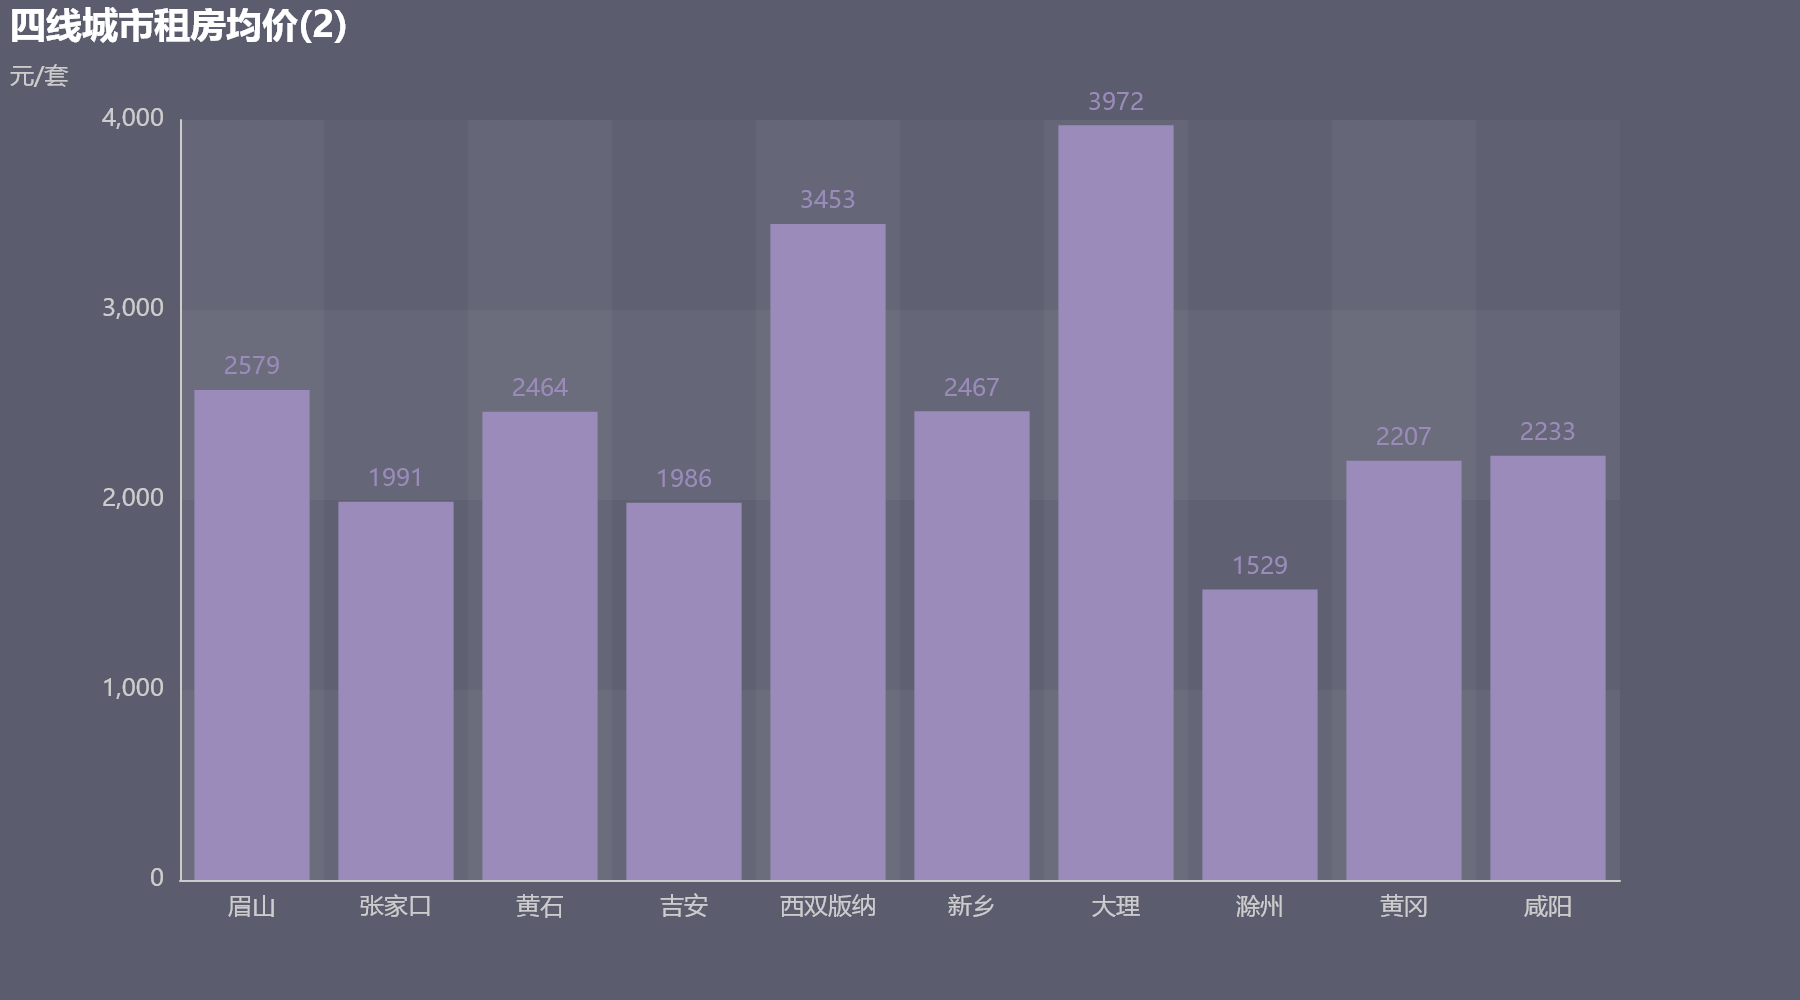 四线城市租房均价(2)
元/套
4,000
3,000
2,000
1,000
0
2579
1991
2464
1986
3453
2467
3972
1529
2207
2233
眉山
张家口
黄石
吉安
西双版纳
新乡
大理
滁州
黄冈
咸阳